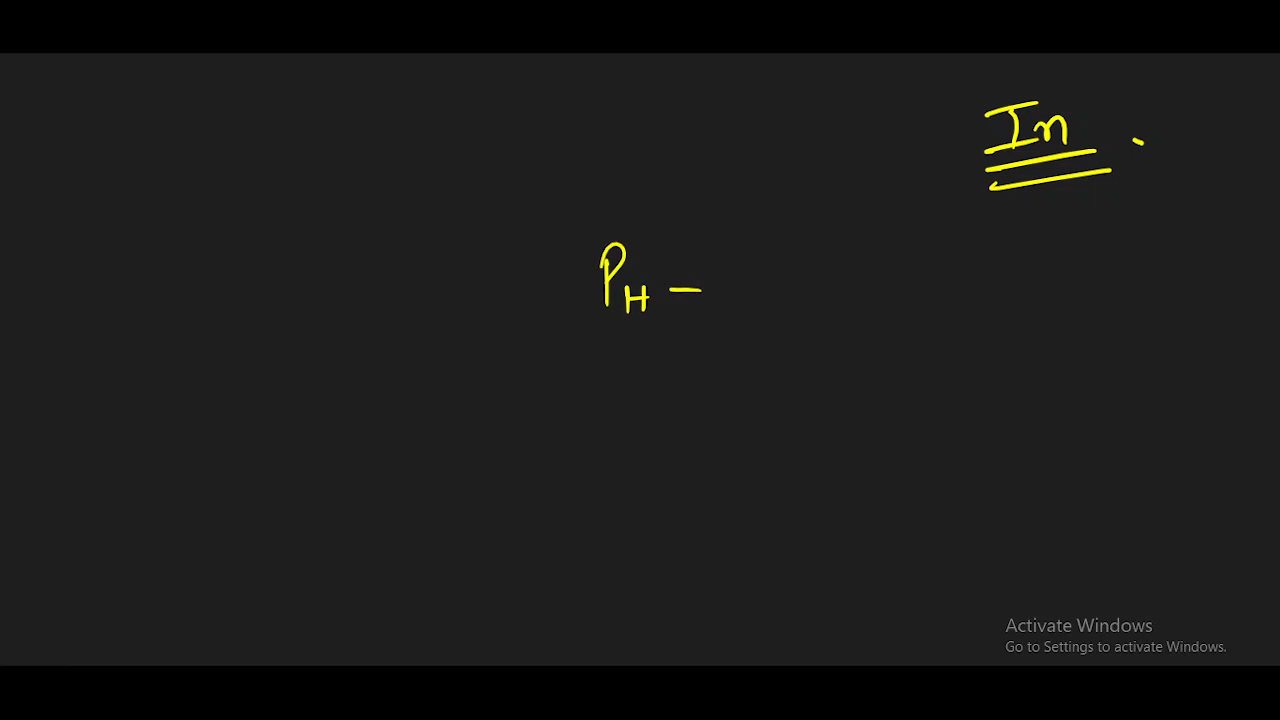 In .
PH –
Activate Windows
Go to Settings to activate Windows.